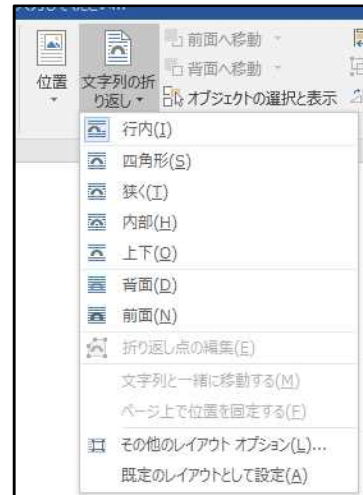 位置
文字列の折
り返し
前面へ移動
背面へ移動
オブジェクトの選択と表示
行内(I)
四角形(S)
狭く(T)
内部(H)
上下(O)
背面(D)
前面(N)
折り返し点の編集(E)
文字列と一緒に移動する(M)
ページ上で位置を固定する(F)
その他のレイアウト オプション(L)...
既定のレイアウトとして設定(A)